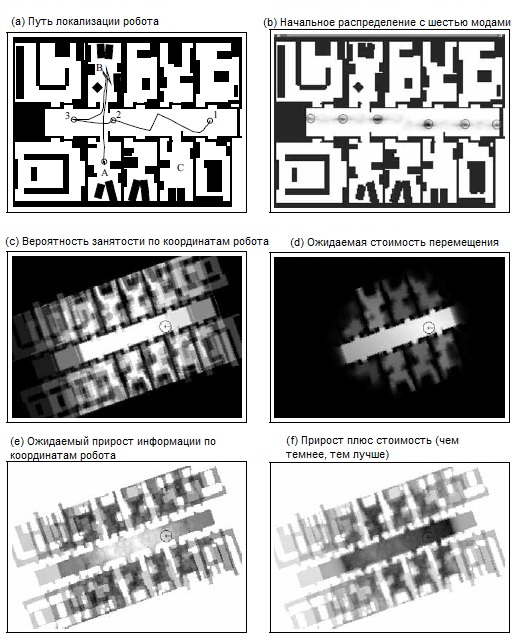 (a) Путь локализации робота
(b) Начальное распределение с шестью модами
B
3
2
1
A
C
(c) Вероятность занятости по координатам робота
(d) Ожидаемая стоимость перемещения
(e) Ожидаемый прирост информации по
координатам робота
(f) Прирост плюс стоимость (чем
темнее, тем лучше)